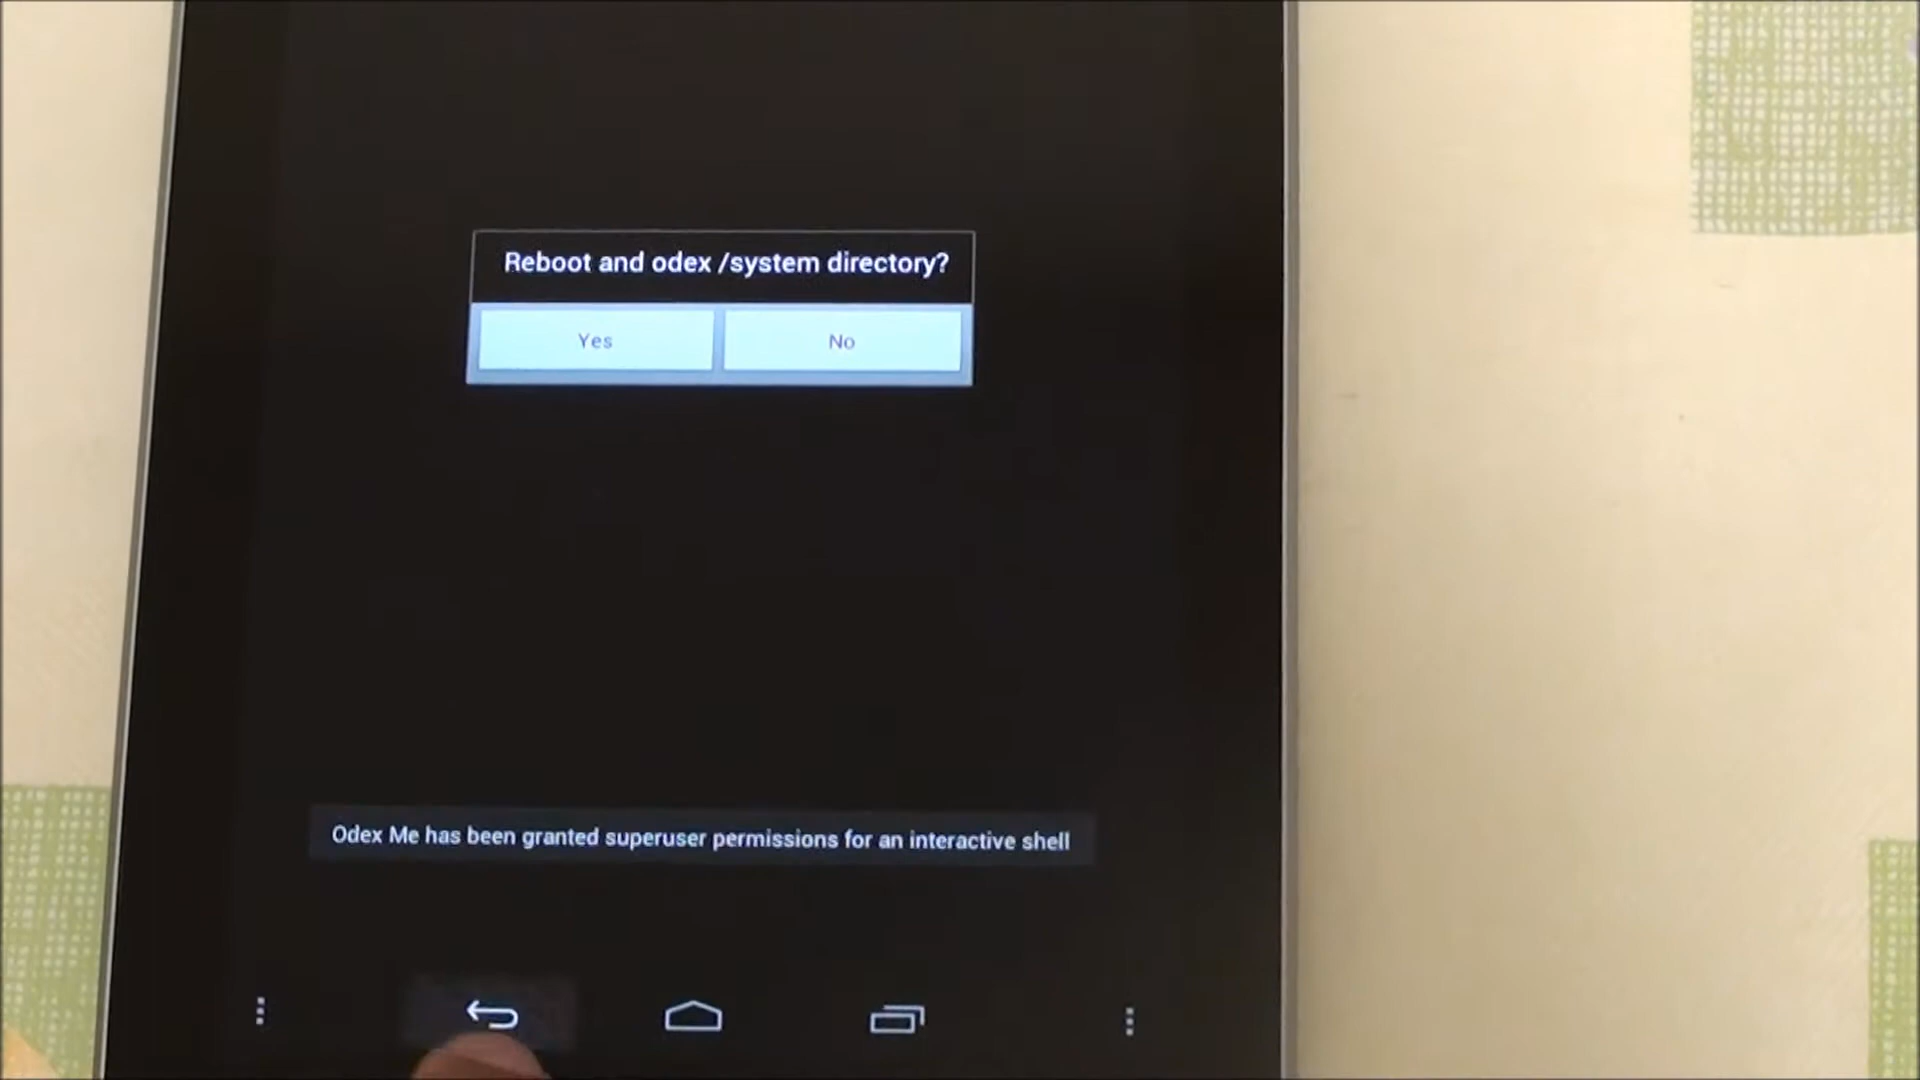 Reboot and odex /system directory?
Yes
No
Odex Me has been granted superuser permissions for an interactive shell